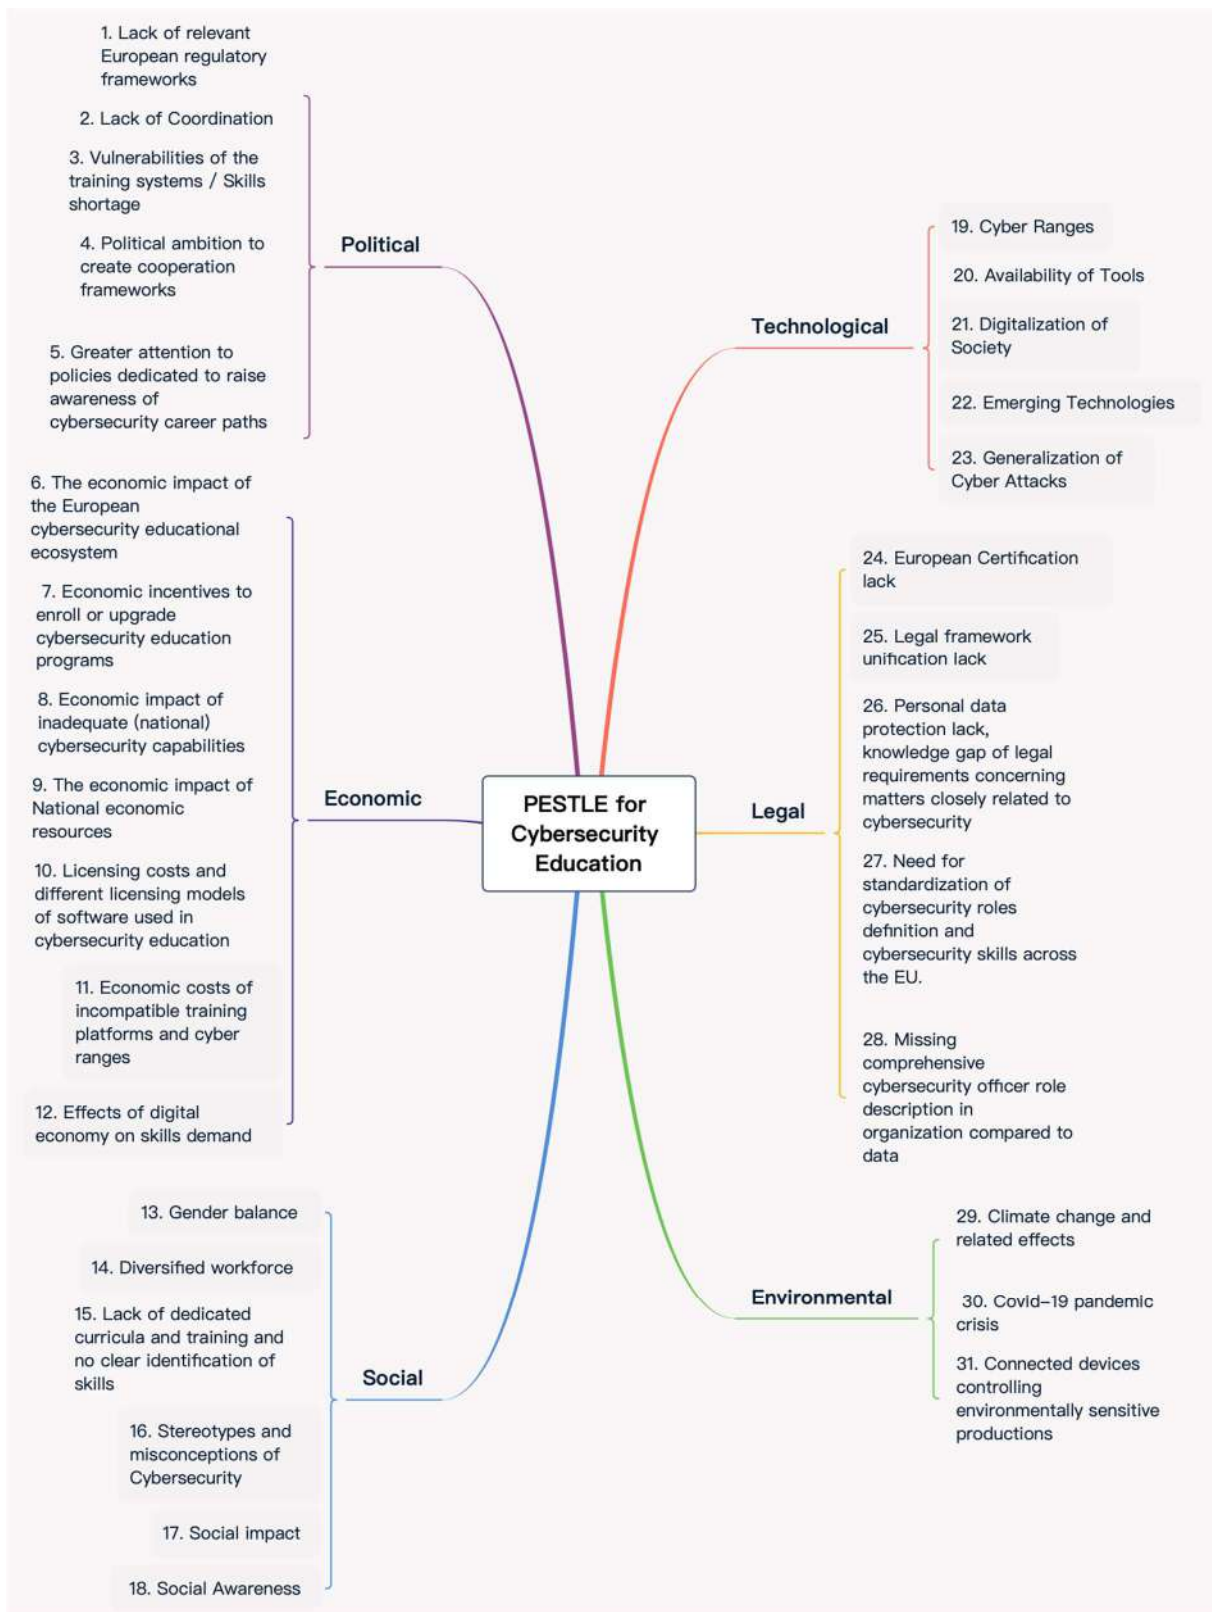 1. Lack of relevant
European regulatory
frameworks
2. Lack of Coordination
3. Vulnerabilities of the
training systems / Skills
shortage
4. Political ambition to
create cooperation
frameworks
5. Greater attention to
policies dedicated to raise
awareness of
cybersecurity career paths
Political
6. The economic impact of
the European
cybersecurity educational
ecosystem
7. Economic incentives to
enroll or upgrade
cybersecurity education
programs
8. Economic impact of
inadequate (national)
cybersecurity capabilities
9. The economic impact of
National economic
resources
10. Licensing costs and
different licensing models
of software used in
cybersecurity education
11. Economic costs of
incompatible training
platforms and cyber
ranges
12. Effects of digital
economy on skills demand
Economic
13. Gender balance
14. Diversified workforce
15. Lack of dedicated
curricula and training and
no clear identification of
skills
16. Stereotypes and
misconceptions of
Cybersecurity
17. Social impact
18. Social Awareness
Social
PESTLE for
Cybersecurity
Education
Technological
19. Cyber Ranges
20. Availability of Tools
21. Digitalization of
Society
22. Emerging Technologies
23. Generalization of
Cyber Attacks
Legal
24. European Certification
lack
25. Legal framework
unification lack
26. Personal data
protection lack,
knowledge gap of legal
requirements concerning
matters closely related to
cybersecurity
27. Need for
standardization of
cybersecurity roles
definition and
cybersecurity skills across
the EU.
28. Missing
comprehensive
cybersecurity officer role
description in
organization compared to
data
Environmental
29. Climate change and
related effects
30. Covid-19 pandemic
crisis
31. Connected devices
controlling
environmentally sensitive
productions